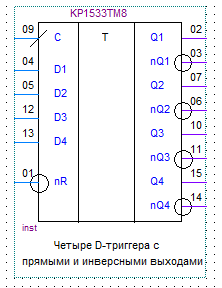 KP1533TM8
09 C T Q1 02
nQ1 03
04 D1
05 D2 Q2 07
nQ2 06
12 D3
13 D4 Q3 10
nQ3 11
Q4 15
01 nR
nQ4 14
inst
Четыре D-триггера с
прямыми и инверсными выходами